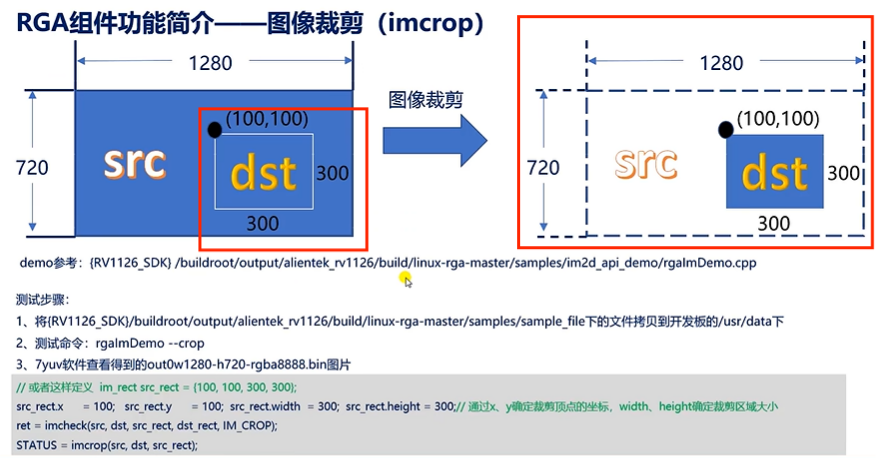 RGA组件功能简介——图像裁剪（imcrop）
1280
(100,100)
src
dst
720
300
300
图像裁剪
1280
(100,100)
src
dst
720
300
300
demo参考：{RV1126_SDK} /buildroot/output/alientek_rv1126/build/linux-rga-master/samples/im2d_api_demo/rgaImDemo.cpp
测试步骤：
1、将{RV1126_SDK}/buildroot/output/alientek_rv1126/build/linux-rga-master/samples/sample_file下的文件拷贝到开发板的/usr/data下
2、测试命令：rgaImDemo --crop
3、7yuv软件查看得到的out0w1280-h720-rgba8888.bin图片
// 或者这样定义 im_rect src_rect = {100, 100, 300, 300};
src_rect.x = 100; src_rect.y = 100; src_rect.width = 300; src_rect.height = 300;// 通过x、y确定裁剪顶点的坐标，width、height确定裁剪区域大小
ret = imcheck(src, dst, src_rect, dst_rect, IM_CROP);
STATUS = imcrop(src, dst, src_rect);